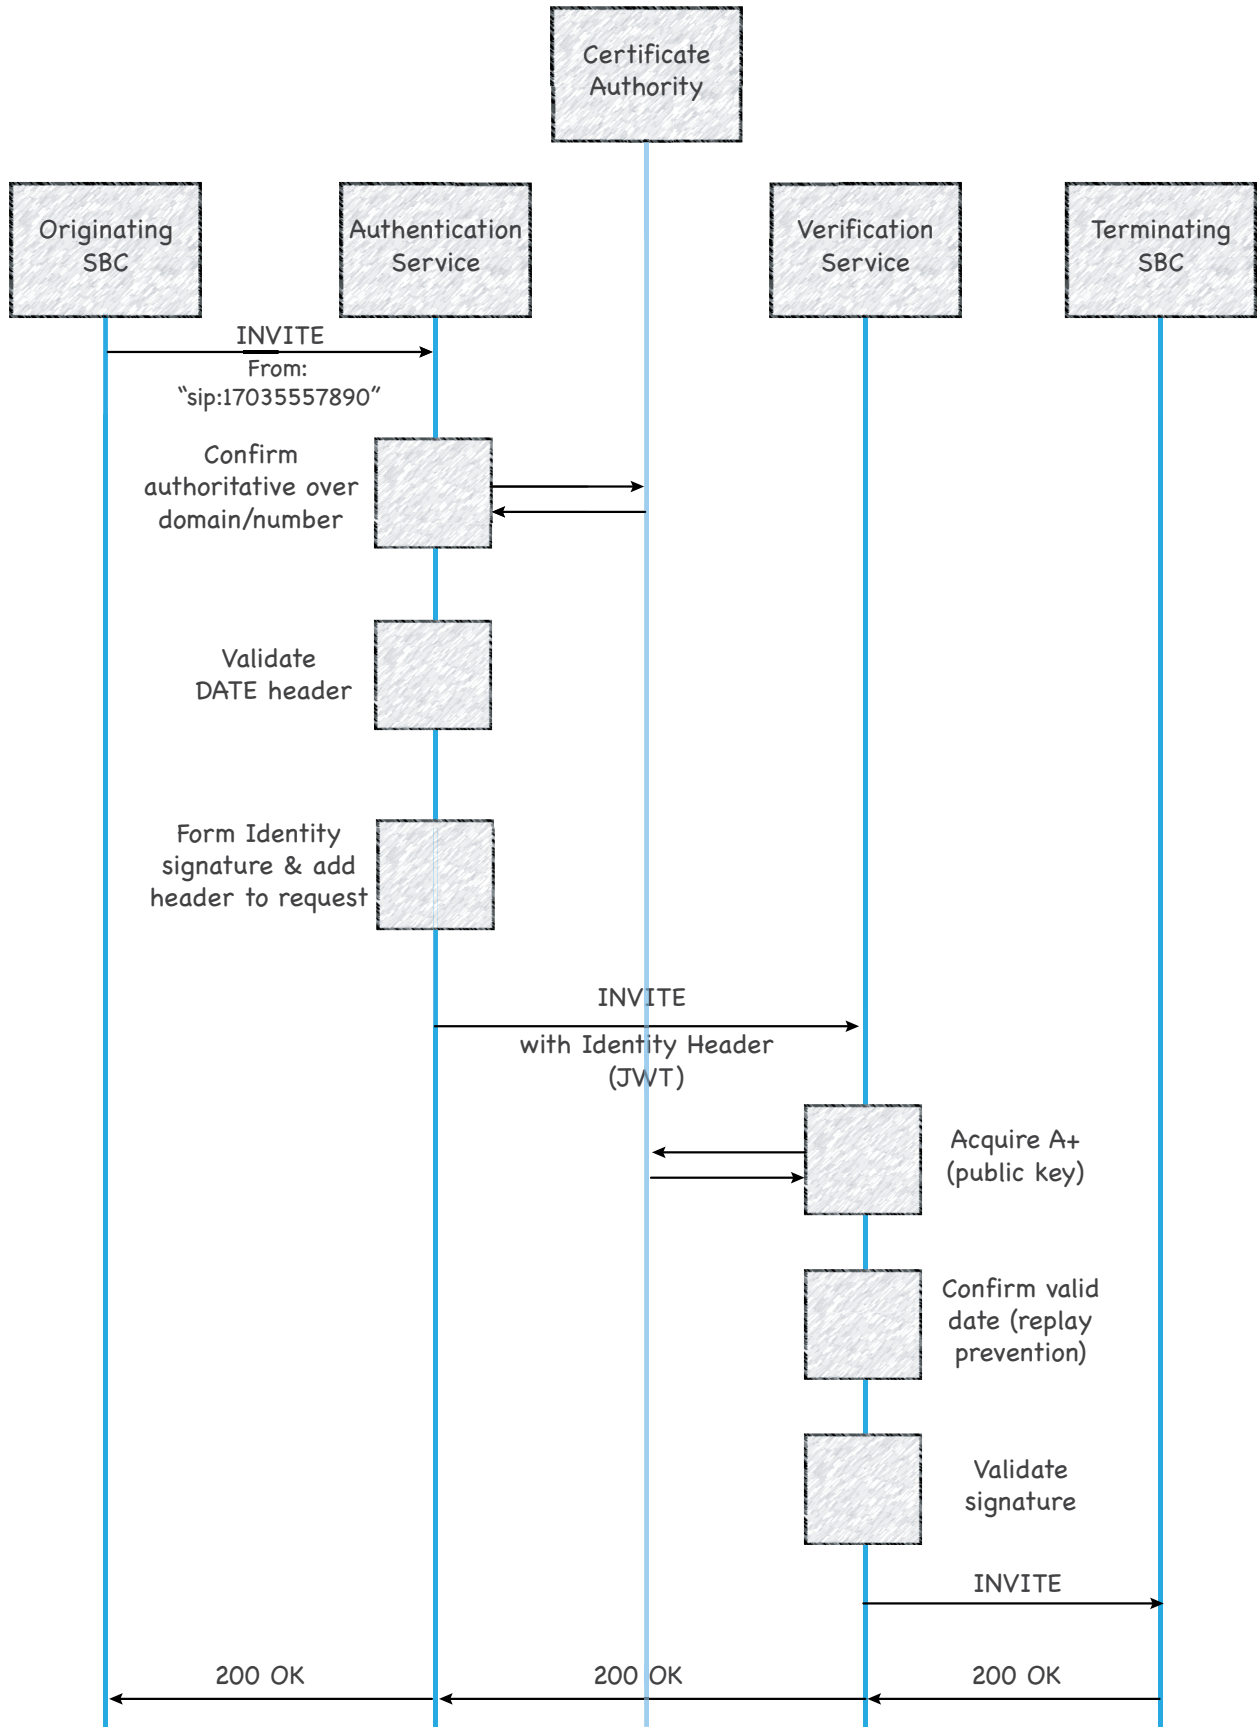 Certificate
Authority
Originating
SBC
Authentication
Service
Verification
Service
Terminating
SBC
INVITE
From:
“sip:17035557890”
Confirm
authoritative over
domain/number
Validate
DATE header
Form Identity
signature & add
header to request
INVITE
with Identity Header
(JWT)
Acquire A+
(public key)
Confirm valid
date (replay
prevention)
Validate
signature
INVITE
200 OK
200 OK
200 OK